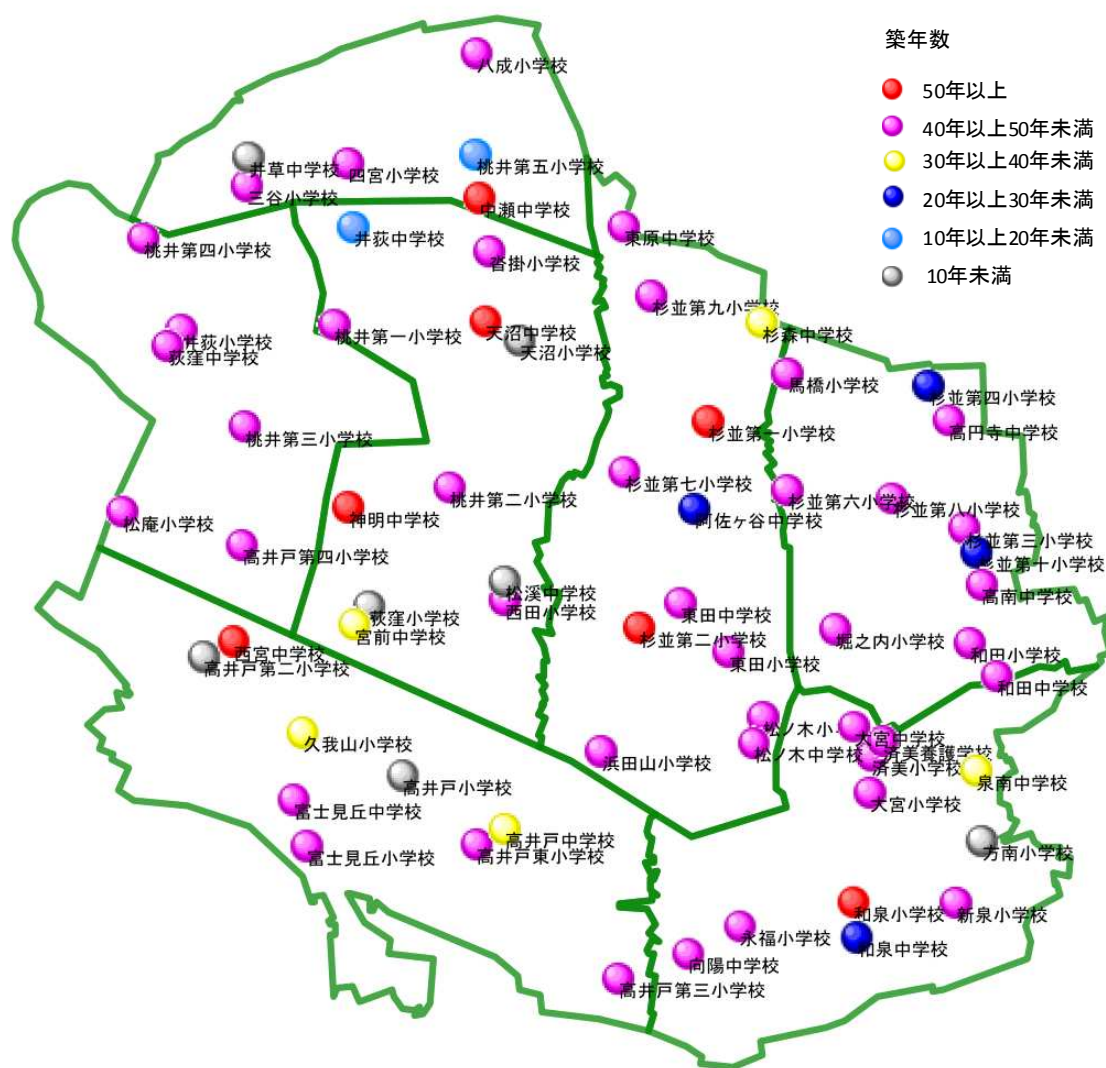 築年数
50年以上
40年以上50年未満
30年以上40年未満
20年以上30年未満
10年以上20年未満
10年未満
八成小学校
井草中学校
四宮小学校
桃井第五小学校
三谷小学校
中瀬中学校
桃井第四小学校
井荻中学校
東原中学校
沓掛小学校
杉並第九小学校
井荻小学校
荻窪中学校
桃井第一小学校
天沼中学校
天沼小学校
杉森中学校
馬橋小学校
杉並第四小学校
高円寺中学校
桃井第三小学校
杉並第一小学校
杉並第七小学校
桃井第二小学校
杉並第六小学校
杉並第八小学校
松庵小学校
神明中学校
阿佐ヶ谷中学校
杉並第三小学校
高井戸第四小学校
杉並第十小学校
松溪中学校
西田小学校
高南中学校
荻窪小学校
宮前中学校
東田中学校
杉並第二小学校
堀之内小学校
西宮中学校
高井戸第二小学校
東田小学校
和田小学校
和田中学校
久我山小学校
松ノ木小
大宮中学校
松ノ木中学校
済美養護学校
済美小学校
浜田山小学校
高井戸小学校
泉南中学校
富士見丘中学校
大宮小学校
高井戸中学校
高井戸東小学校
富士見丘小学校
方南小学校
和泉小学校
新泉小学校
永福小学校
和泉中学校
向陽中学校
高井戸第三小学校